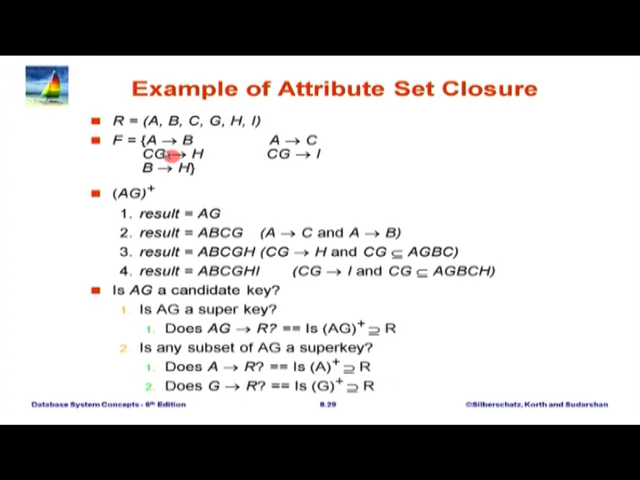 Example of Attribute Set Closure
R = (A, B, C, G, H, I)
F = {A → B A → C
CG → H CG → I
B → H}
(AG)+
1. result = AG
2. result = ABCG (A → C and A → B)
3. result = ABCGH (CG → H and CG ⊆ AGBC)
4. result = ABCGHI (CG → I and CG ⊆ AGBCH)
Is AG a candidate key?
1. Is AG a super key?
1. Does AG → R? == Is (AG)+ ⊇ R
2. Is any subset of AG a superkey?
1. Does A → R? == Is (A)+ ⊇ R
2. Does G → R? == Is (G)+ ⊇ R
Database System Concepts - 6th Edition 8.29 ©Silberschatz, Korth and Sudarshan